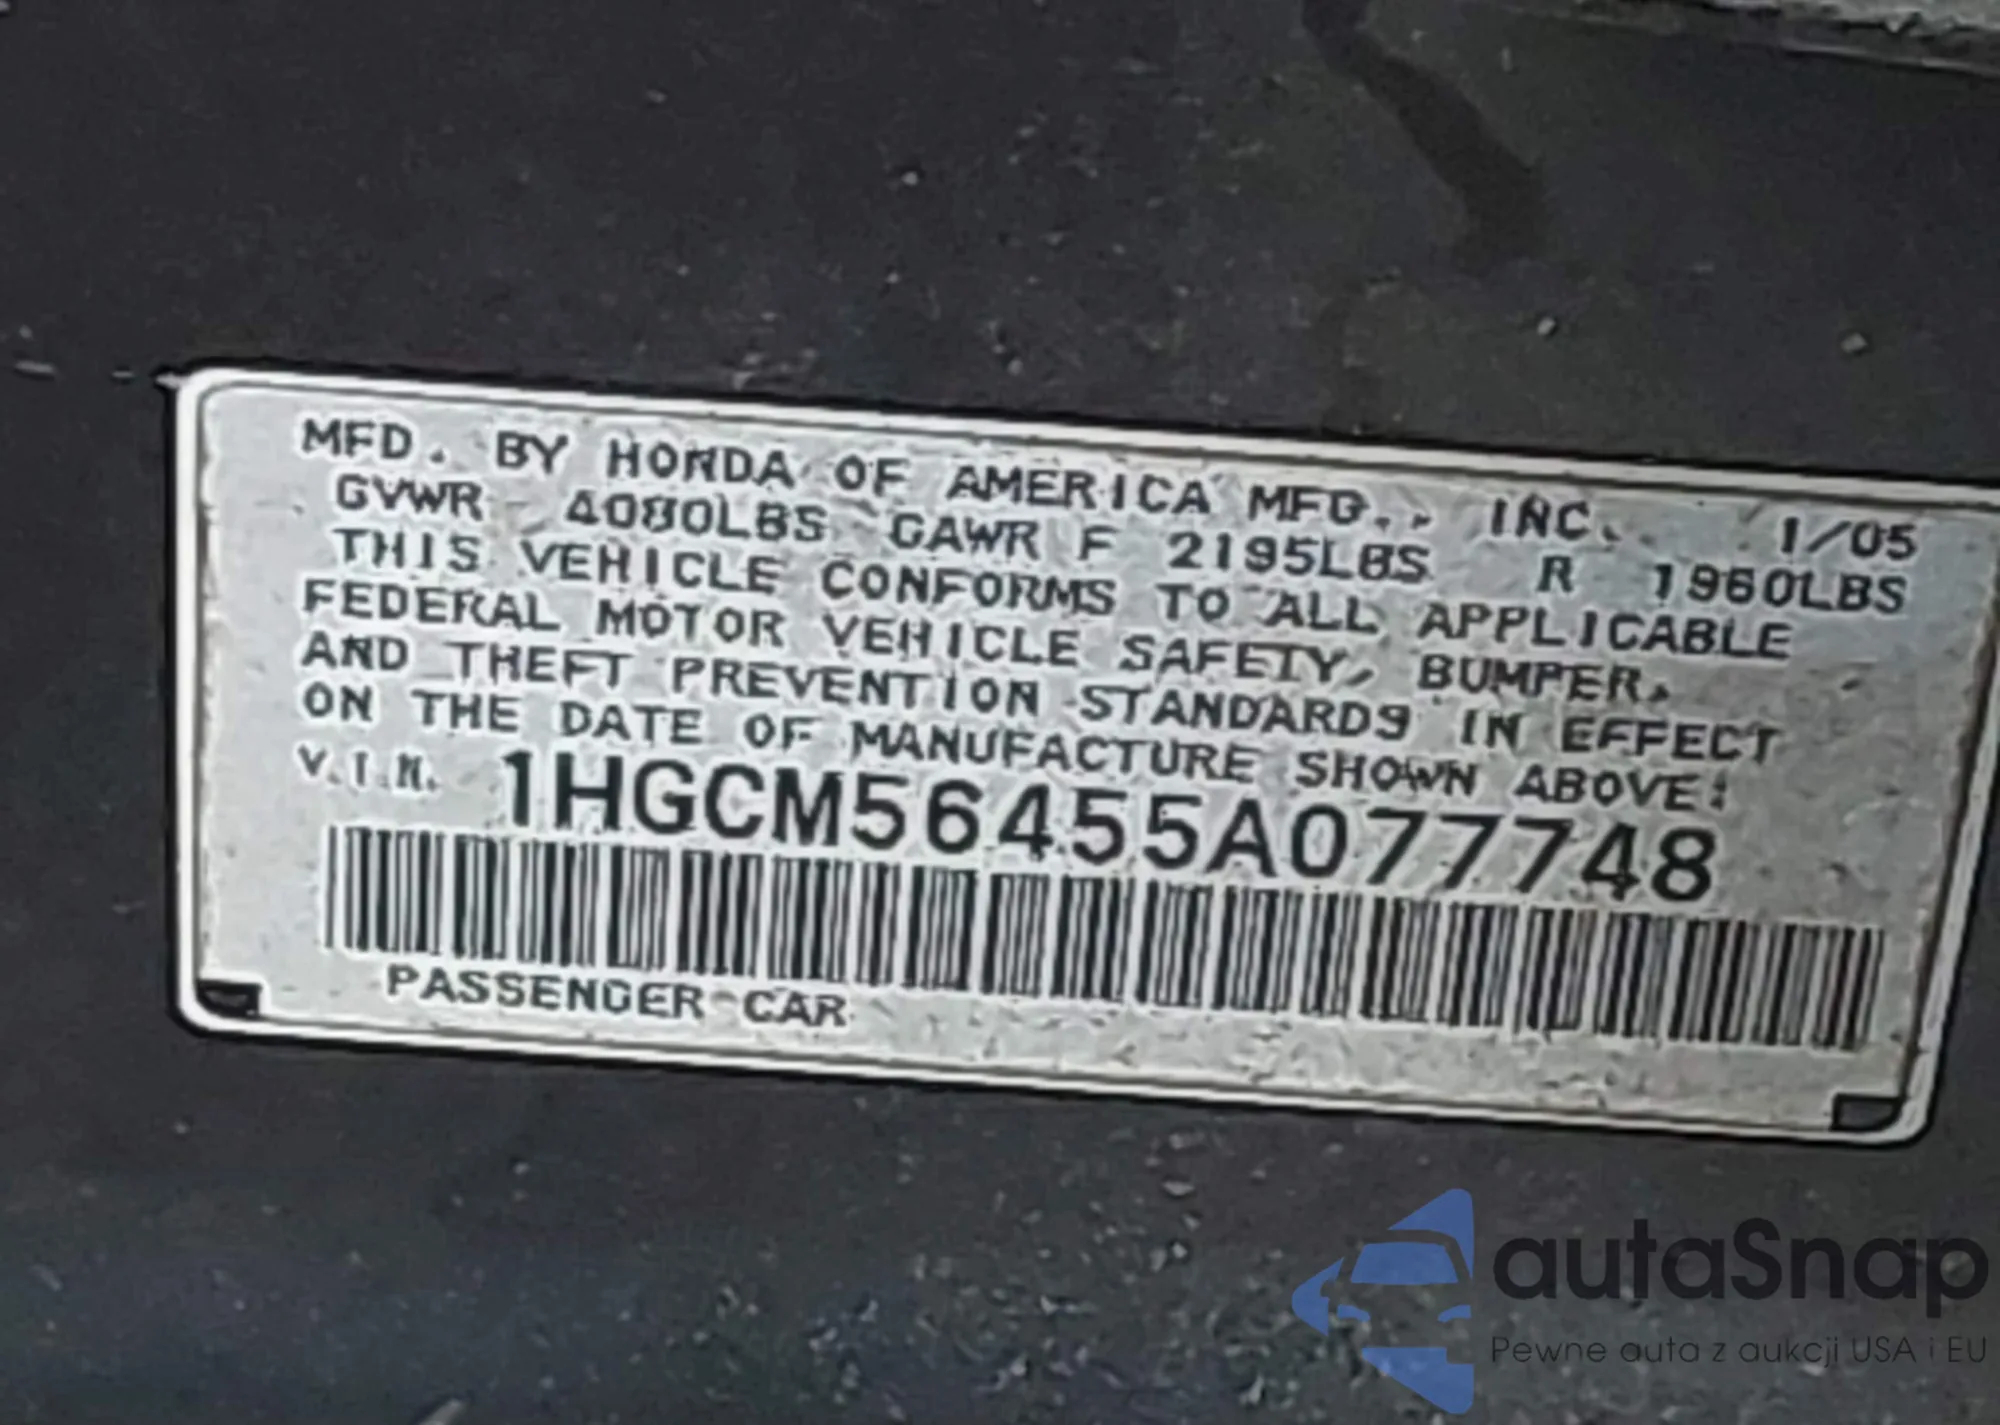 MFD. BY HONDA OF AMERICA MFG., INC. 1/05
GVWR 4080LBS GAWR F 2195LBS R 1960LBS
THIS VEHICLE CONFORMS TO ALL APPLICABLE
FEDERAL MOTOR VEHICLE SAFETY, BUMPER,
AND THEFT PREVENTION STANDARDS IN EFFECT
ON THE DATE OF MANUFACTURE SHOWN ABOVE:
V.I.N. 1HGCM56455A077748
PASSENGER CAR
autaSnap
Pewne auta z aukcji USA i EU